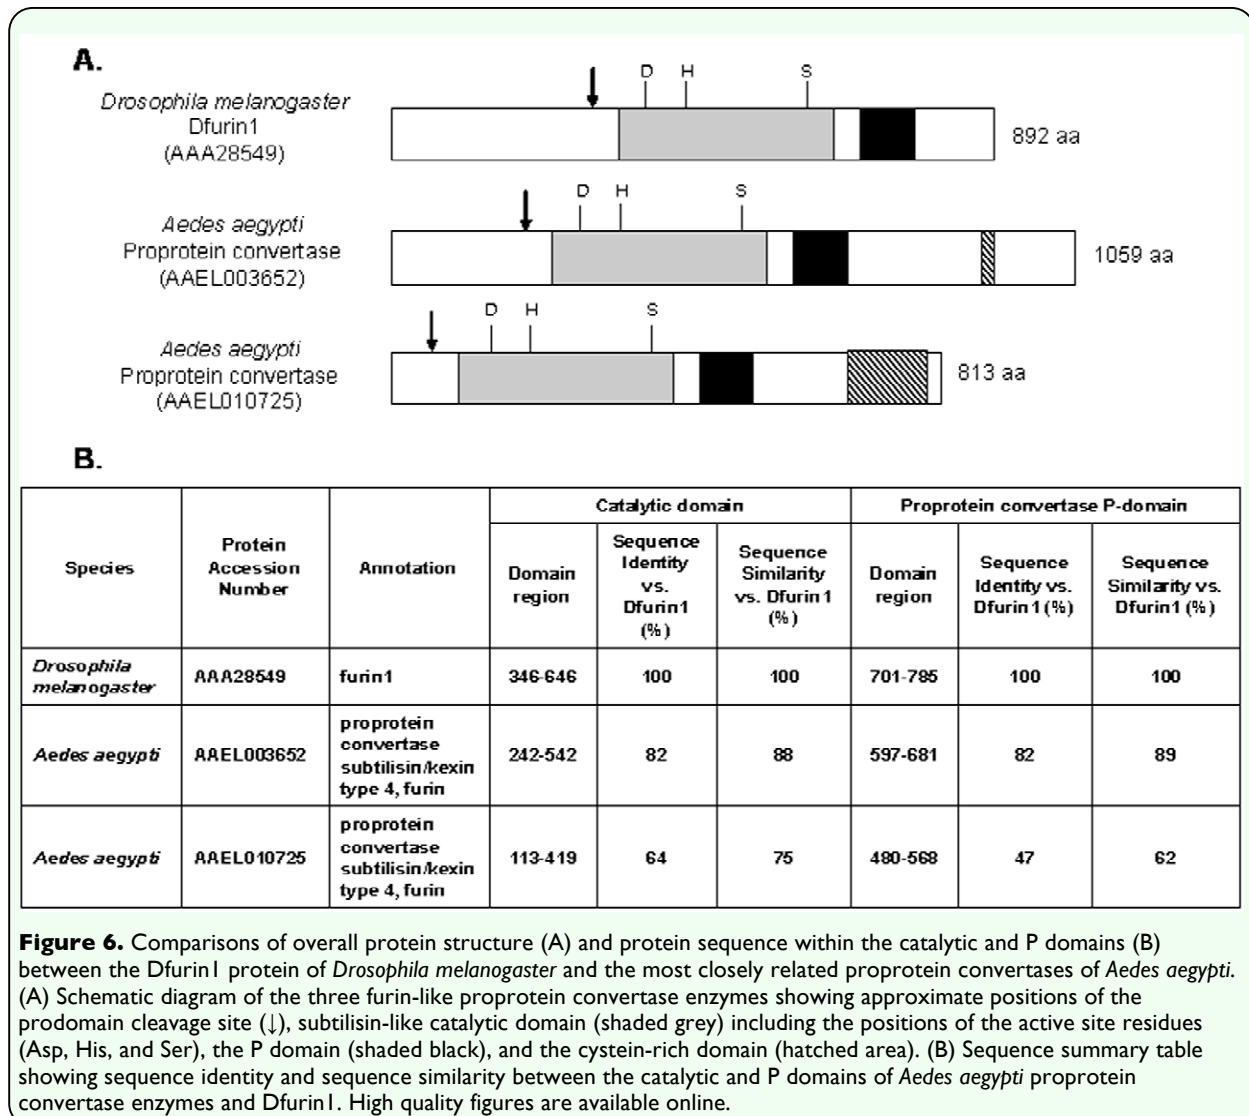 A.
D H S
Drosophila melanogaster
Dfurin1
(AAA28549)
892 aa
D H S
Aedes aegypti
Proprotein convertase
(AAEL003652)
1059 aa
D H S
Aedes aegypti
Proprotein convertase
(AAEL010725)
813 aa
B.
Species
Protein
Accession
Number
Annotation
Catalytic domain
Domain
region
Sequence
Identity
vs.
Dfurin1
(%)
Sequence
Similarity
vs. Dfurin1
(%)
Proprotein convertase P-domain
Domain
region
Sequence
Identity vs.
Dfurin1 (%)
Sequence
Similarity vs.
Dfurin1 (%)
Drosophila
melanogaster
AAA28549
furin1
346-646
100
100
701-785
100
100
Aedes aegypti
AAEL003652
proprotein
convertase
subtilisin/kexin
type 4, furin
242-542
82
88
597-681
82
89
Aedes aegypti
AAEL010725
proprotein
convertase
subtilisin/kexin
type 4, furin
113-419
64
75
480-568
47
62
Figure 6. Comparisons of overall protein structure (A) and protein sequence within the catalytic and P domains (B)
between the Dfurin1 protein of Drosophila melanogaster and the most closely related proprotein convertases of Aedes aegypti.
(A) Schematic diagram of the three furin-like proprotein convertase enzymes showing approximate positions of the
prodomain cleavage site (↓), subtilisin-like catalytic domain (shaded grey) including the positions of the active site residues
(Asp, His, and Ser), the P domain (shaded black), and the cystein-rich domain (hatched area). (B) Sequence summary table
showing sequence identity and sequence similarity between the catalytic and P domains of Aedes aegypti proprotein
convertase enzymes and Dfurin1. High quality figures are available online.